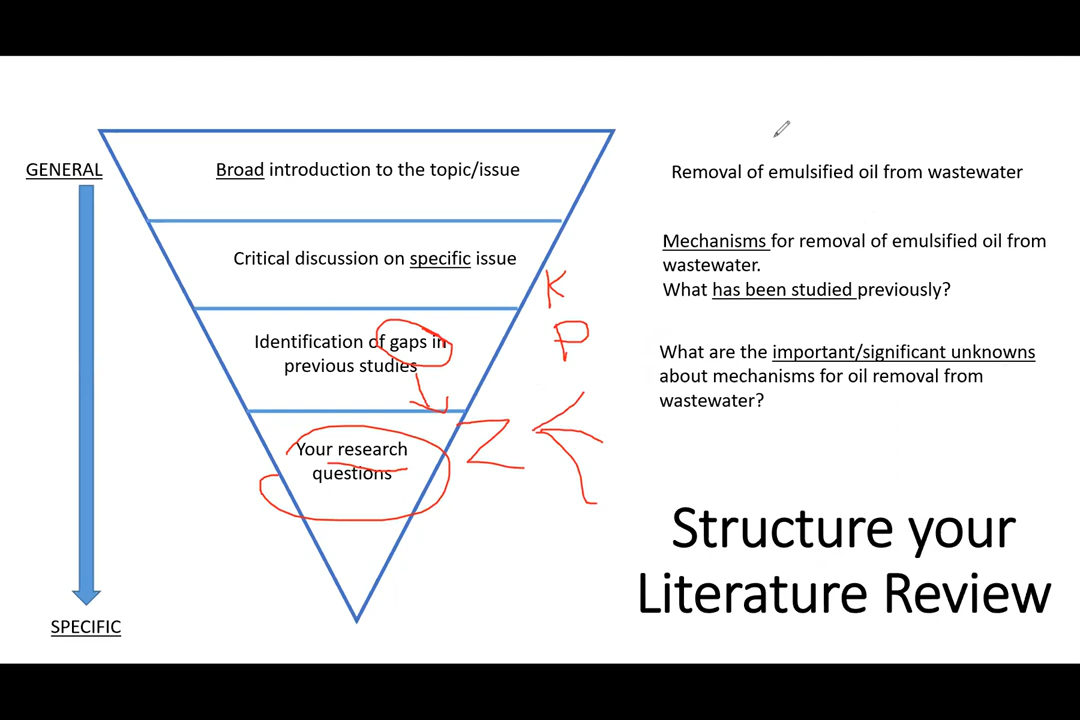 GENERAL
Broad introduction to the topic/issue
Removal of emulsified oil from wastewater
Critical discussion on specific issue
Mechanisms for removal of emulsified oil from
wastewater.
What has been studied previously?
K
P
Identification of gaps in
previous studies
What are the important/significant unknowns
about mechanisms for oil removal from
wastewater?
Z
Your research
questions
SPECIFIC
Structure your
Literature Review